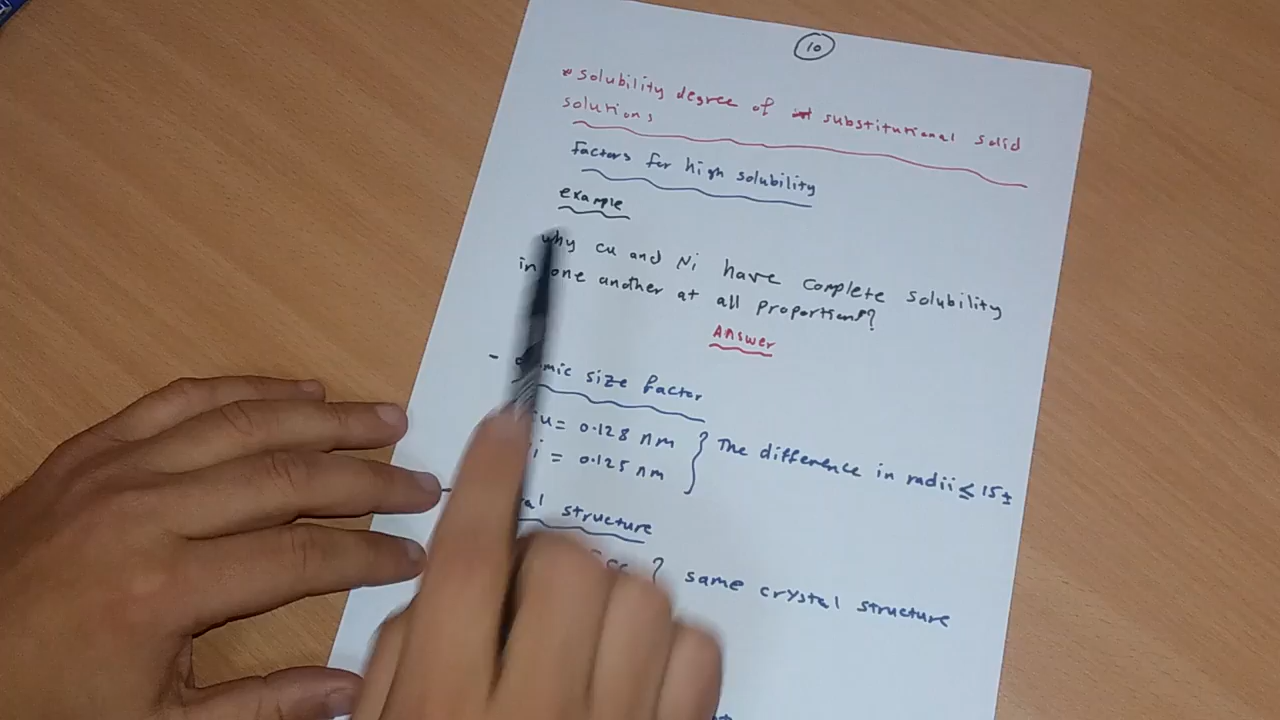 10
* solubility degree of substitutional solid
solutions
factors for high solubility
example
why Cu and Ni have complete solubility
in one another at all proportions?
Answer
- size factor
= 0.128 nm } The difference in radii ≤ 15±
= 0.125 nm
- structure
} same crystal structure